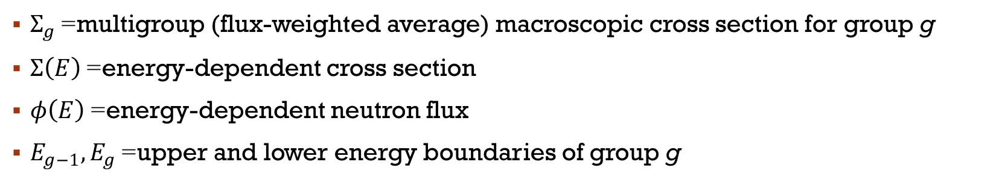 ▪ Σ_g =multigroup (flux-weighted average) macroscopic cross section for group g
▪ Σ(E) =energy-dependent cross section
▪ ϕ(E) =energy-dependent neutron flux
▪ E_{g−1}, E_g =upper and lower energy boundaries of group g